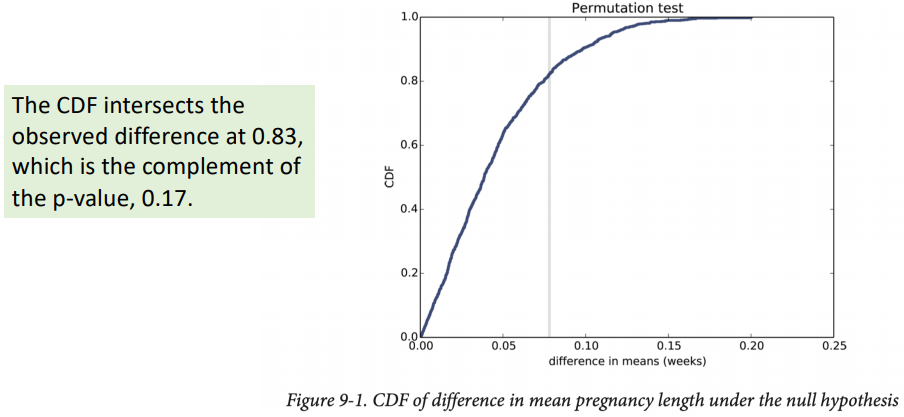 Permutation test
The CDF intersects the
observed difference at 0.83,
which is the complement of
the p-value, 0.17.
1.0
0.8
0.6
0.4
0.2
0.0
CDF
0.00 0.05 0.10 0.15 0.20 0.25
difference in means (weeks)
Figure 9-1. CDF of difference in mean pregnancy length under the null hypothesis